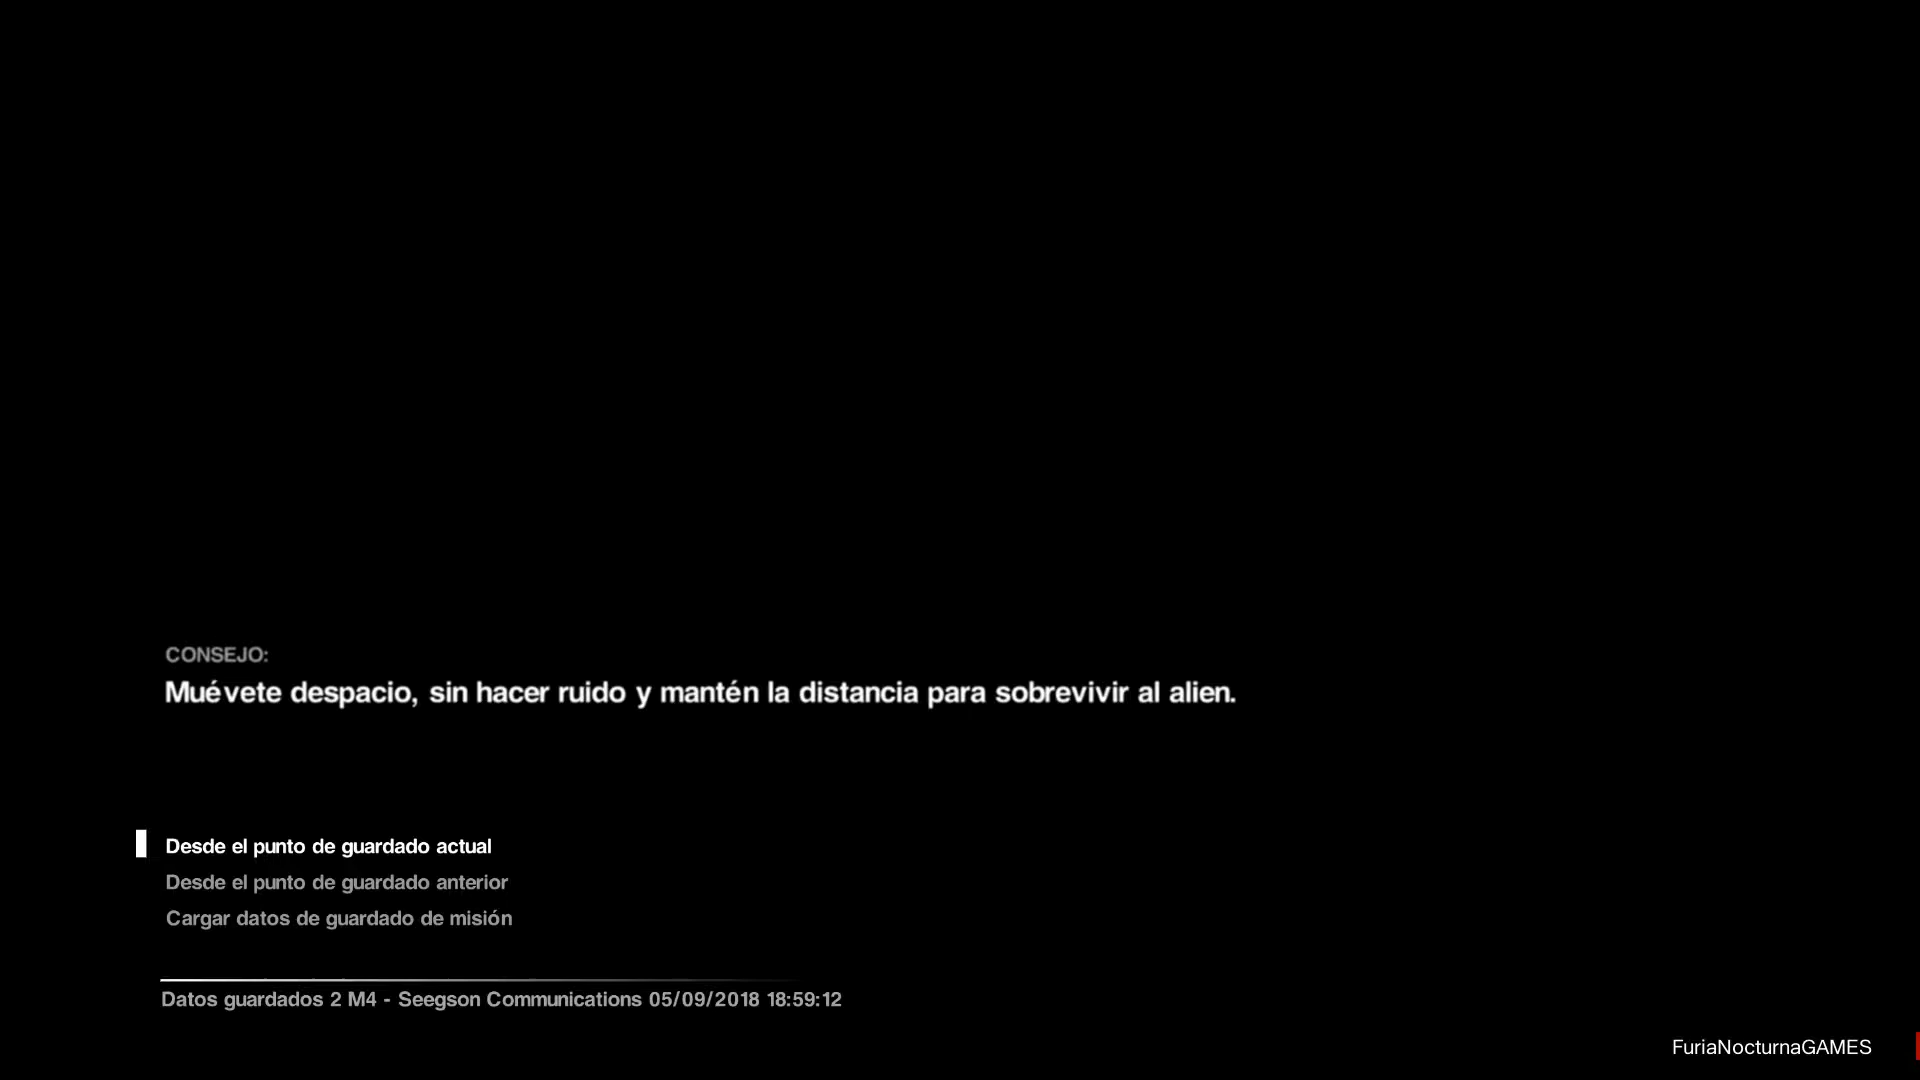 CONSEJO:
Muévete despacio, sin hacer ruido y mantén la distancia para sobrevivir al alien.
Desde el punto de guardado actual
Desde el punto de guardado anterior
Cargar datos de guardado de misión
Datos guardados 2 M4 - Seegson Communications 05/09/2018 18:59:12
FuriaNocturnaGAMES